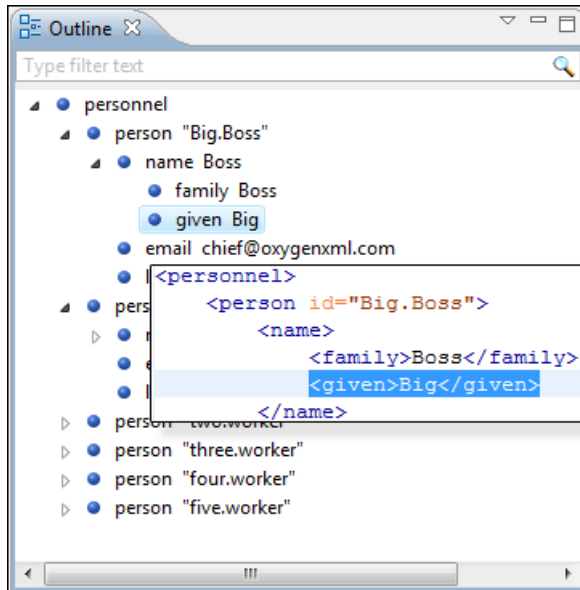 Outline
Type filter text
personnel
person "Big.Boss"
name Boss
family Boss
given Big
email chief@oxygenxml.com
<personnel>
<person id="Big.Boss">
<name>
<family>Boss</family>
<given>Big</given>
</name>
person "three.worker"
person "four.worker"
person "five.worker"